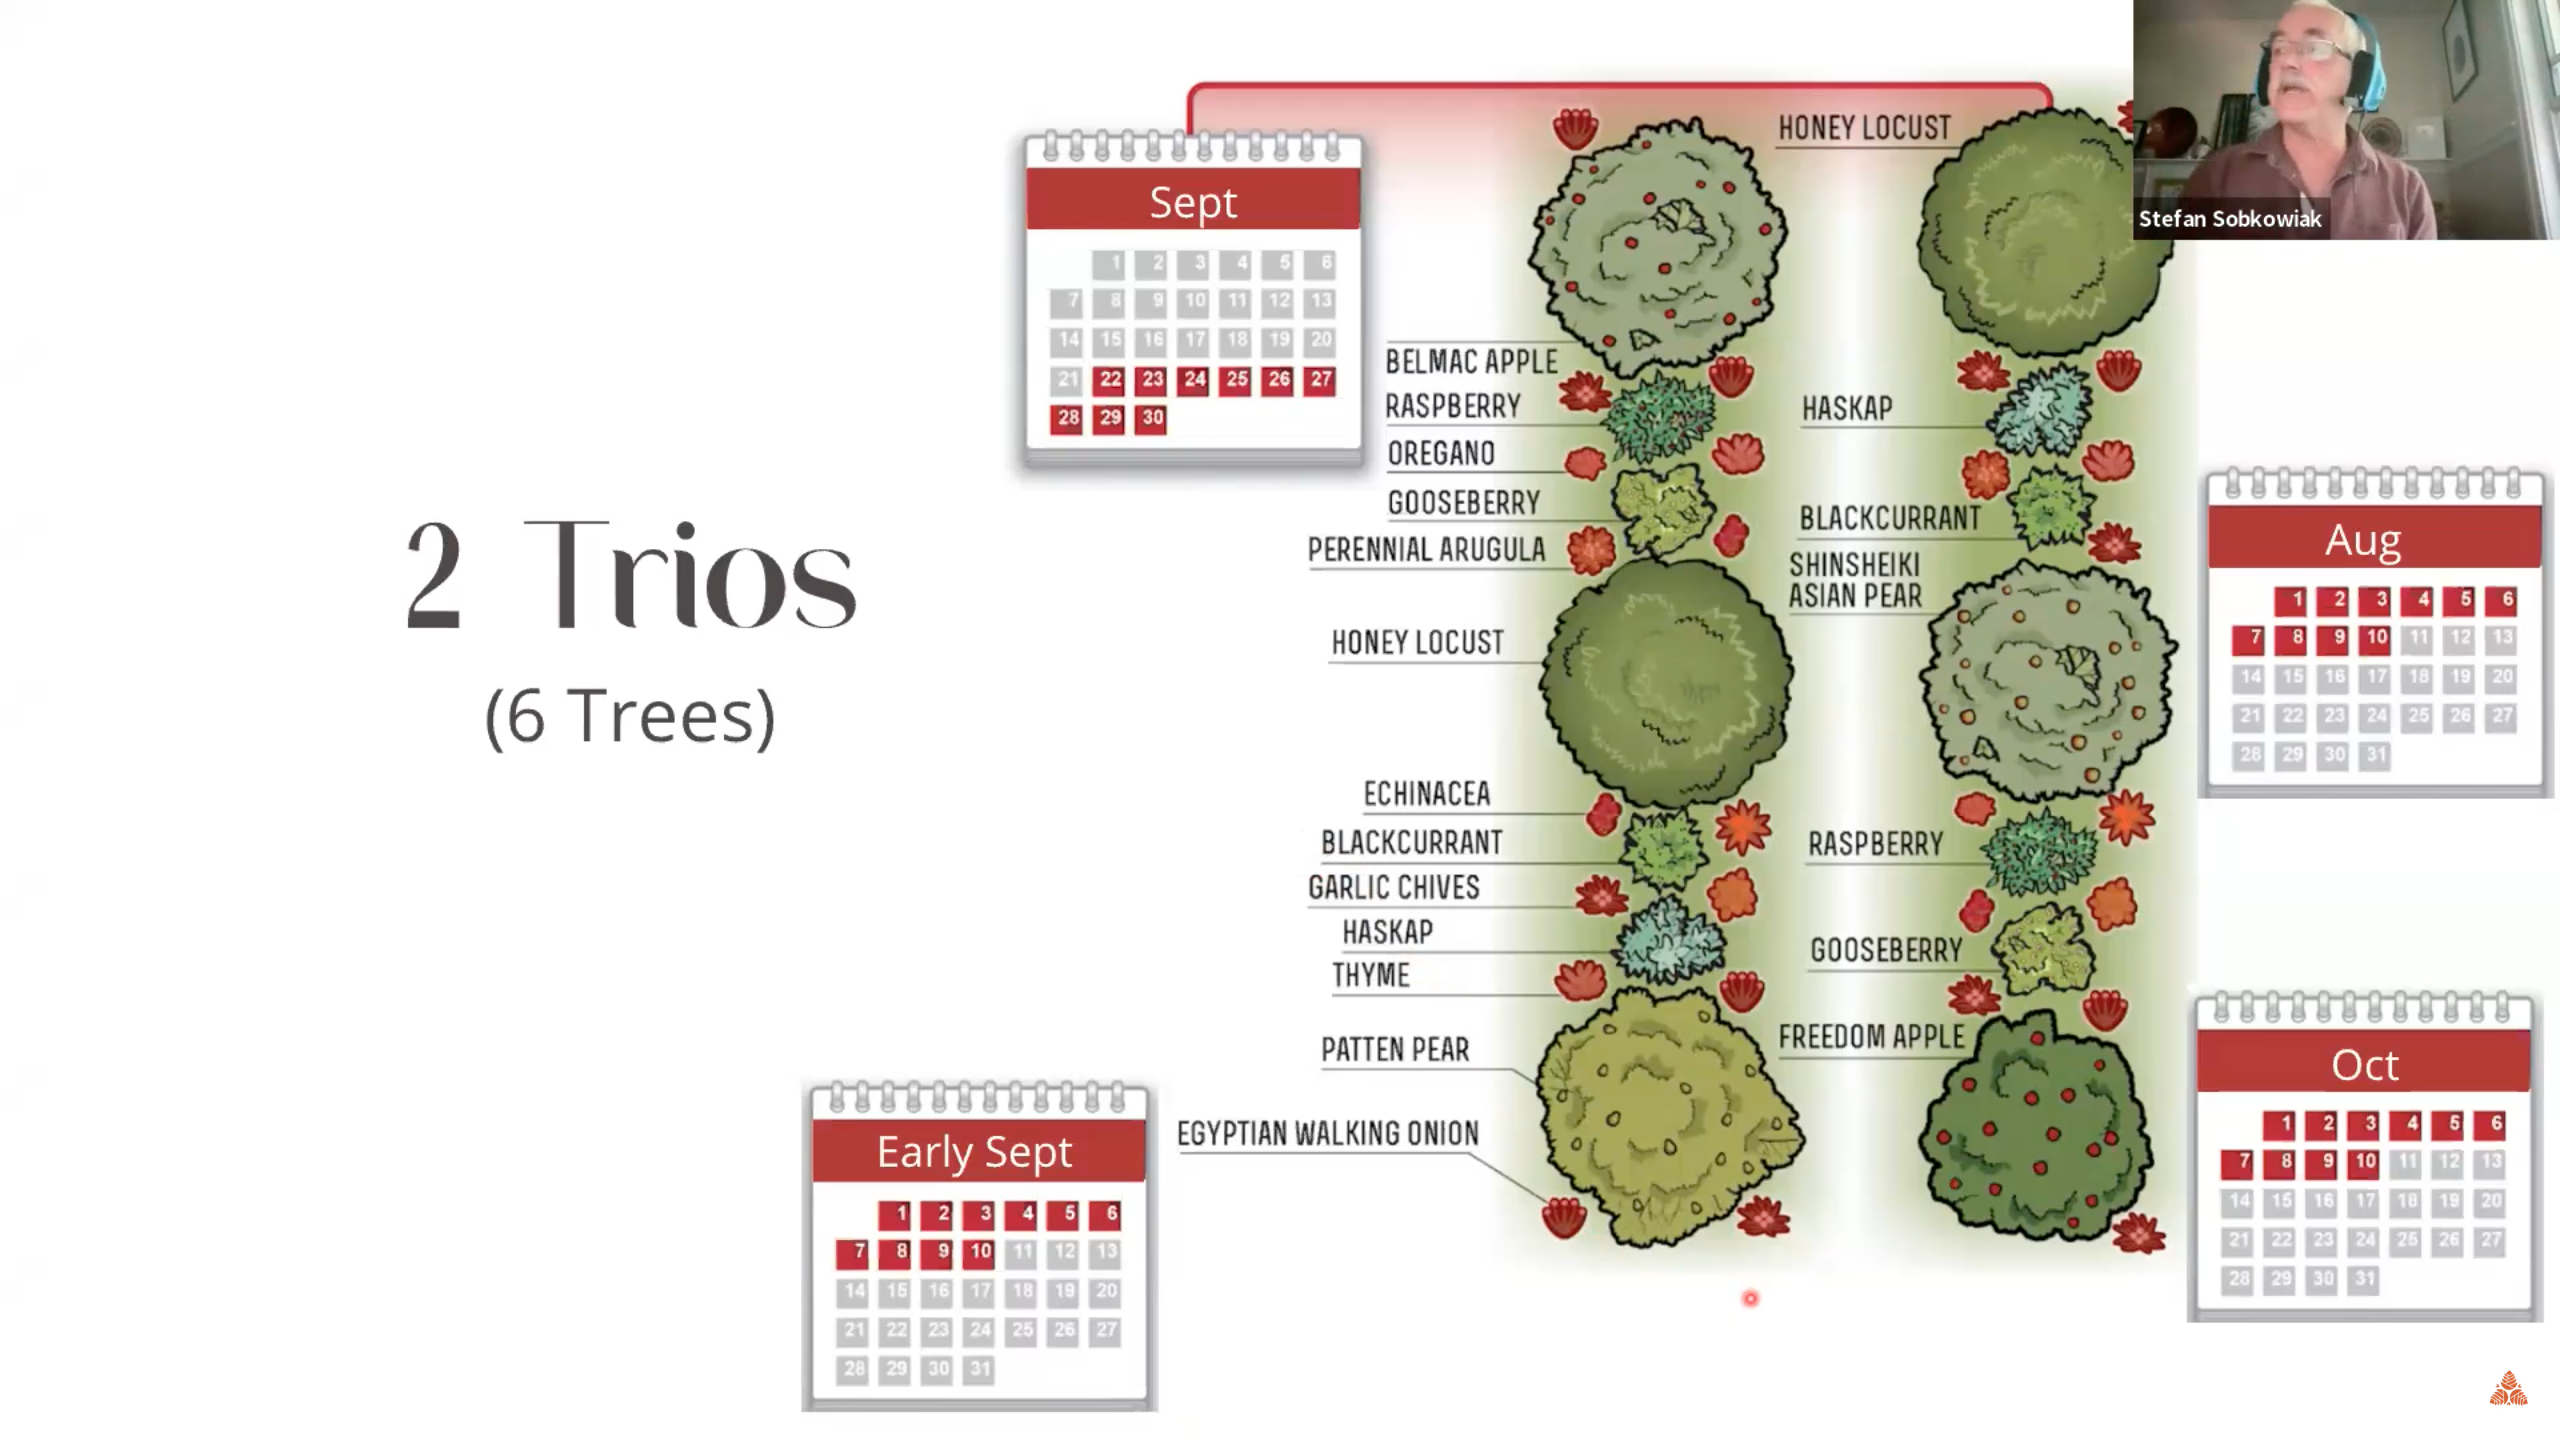 2 Trios
(6 Trees)
Sept
1 2 3 4 5 6
7 8 9 10 11 12 13
14 15 16 17 18 19 20
21 22 23 24 25 26 27
28 29 30
BELMAC APPLE
RASPBERRY
OREGANO
GOOSEBERRY
PERENNIAL ARUGULA
HONEY LOCUST
ECHINACEA
BLACKCURRANT
GARLIC CHIVES
HASKAP
THYME
PATTEN PEAR
EGYPTIAN WALKING ONION
Early Sept
1 2 3 4 5 6
7 8 9 10 11 12 13
14 15 16 17 18 19 20
21 22 23 24 25 26 27
28 29 30 31
HONEY LOCUST
HASKAP
BLACKCURRANT
SHINSHEIKI
ASIAN PEAR
RASPBERRY
GOOSEBERRY
FREEDOM APPLE
Stefan Sobkowiak
Aug
1 2 3 4 5 6
7 8 9 10 11 12 13
14 15 16 17 18 19 20
21 22 23 24 25 26 27
28 29 30 31
Oct
1 2 3 4 5 6
7 8 9 10 11 12 13
14 15 16 17 18 19 20
21 22 23 24 25 26 27
28 29 30 31